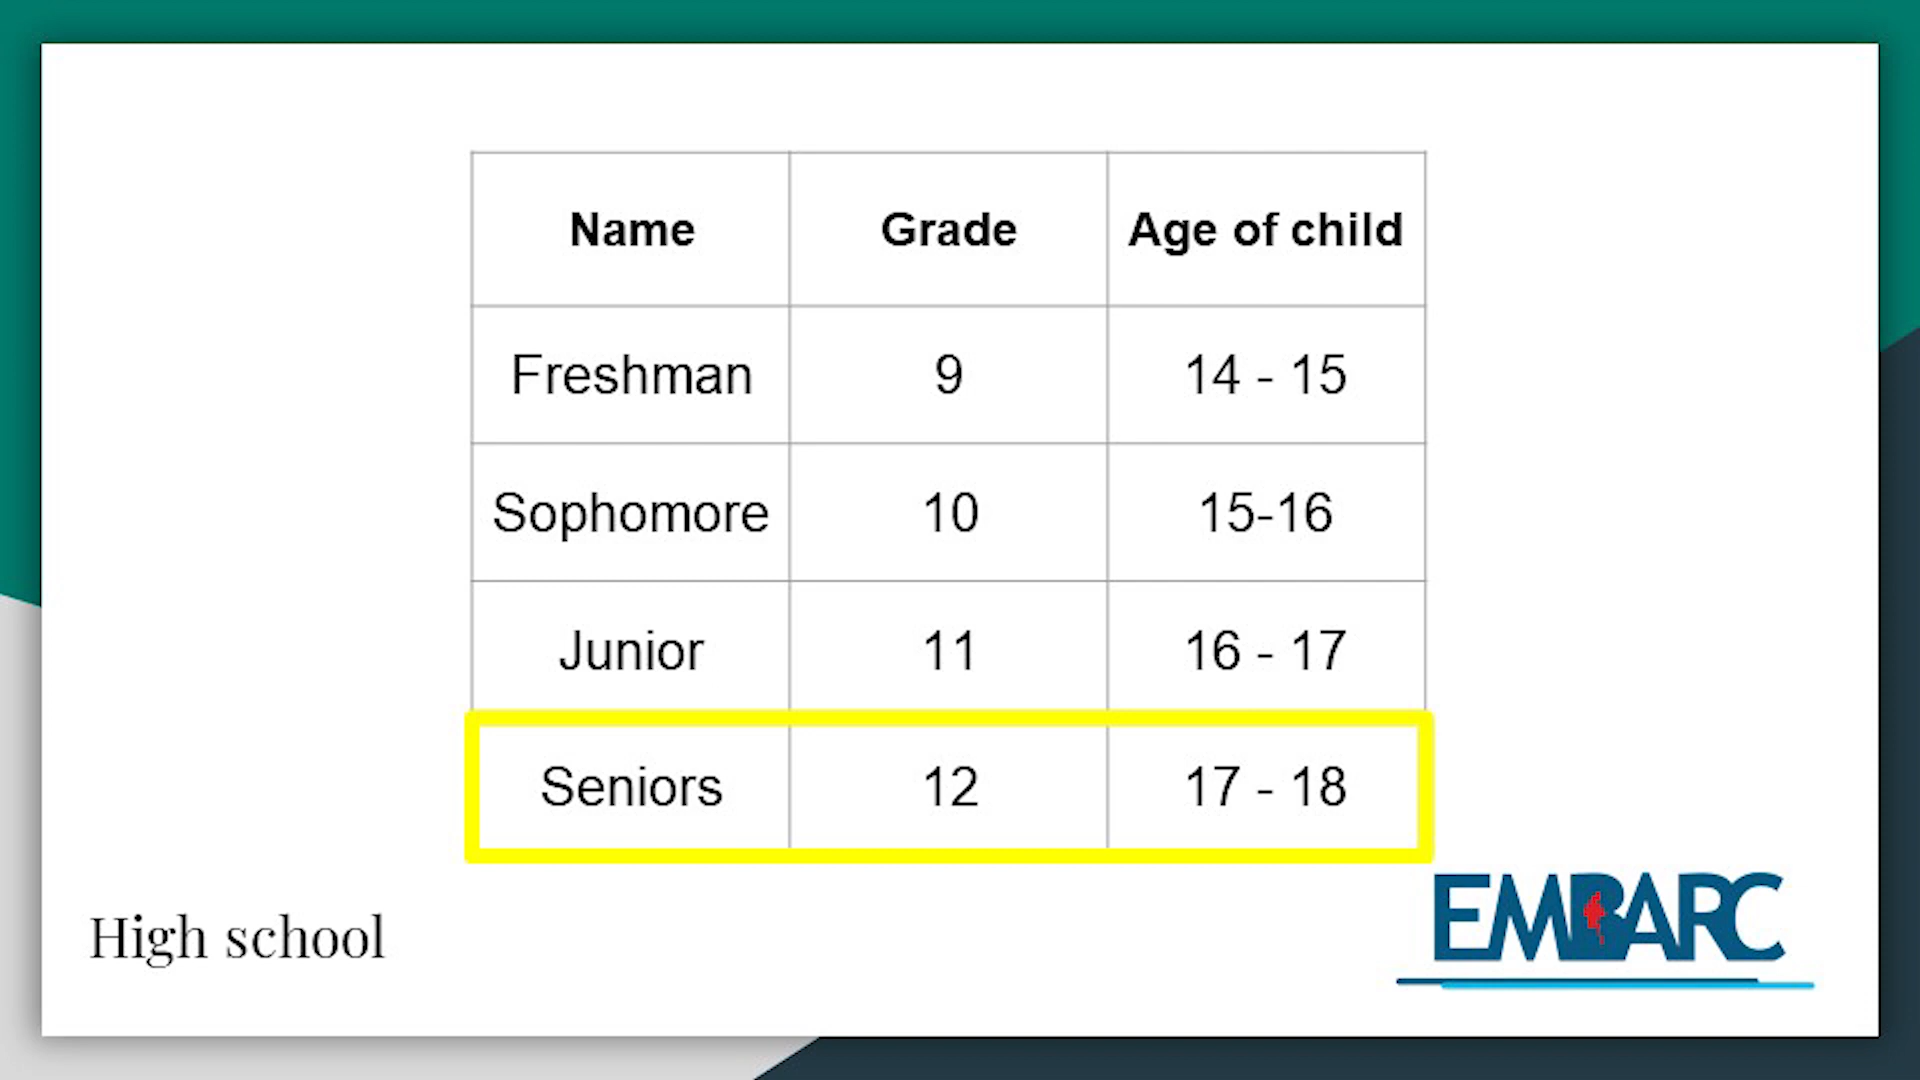 Name Grade Age of child
Freshman 9 14 - 15
Sophomore 10 15-16
Junior 11 16 - 17
Seniors 12 17 - 18
High school
EMBARC